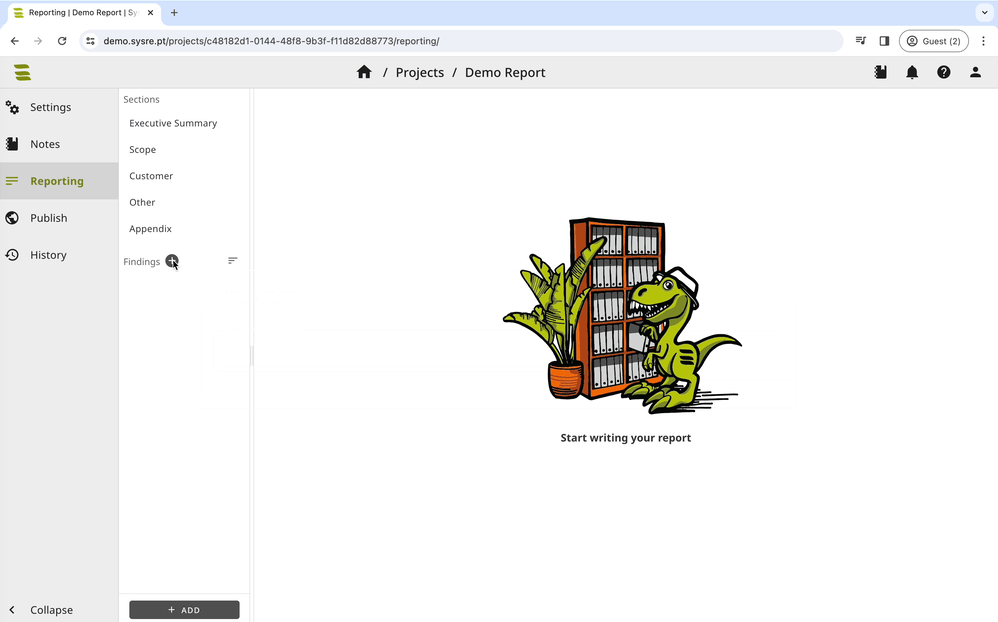 Reporting | Demo Report | Sys
demo.sysre.pt/projects/c48182d1-0144-48f8-9b3f-f11d82d88773/reporting/
Guest (2)
/ Projects / Demo Report
Settings
Notes
Reporting
Publish
History
Collapse
Sections
Executive Summary
Scope
Customer
Other
Appendix
Findings
+ ADD
Start writing your report